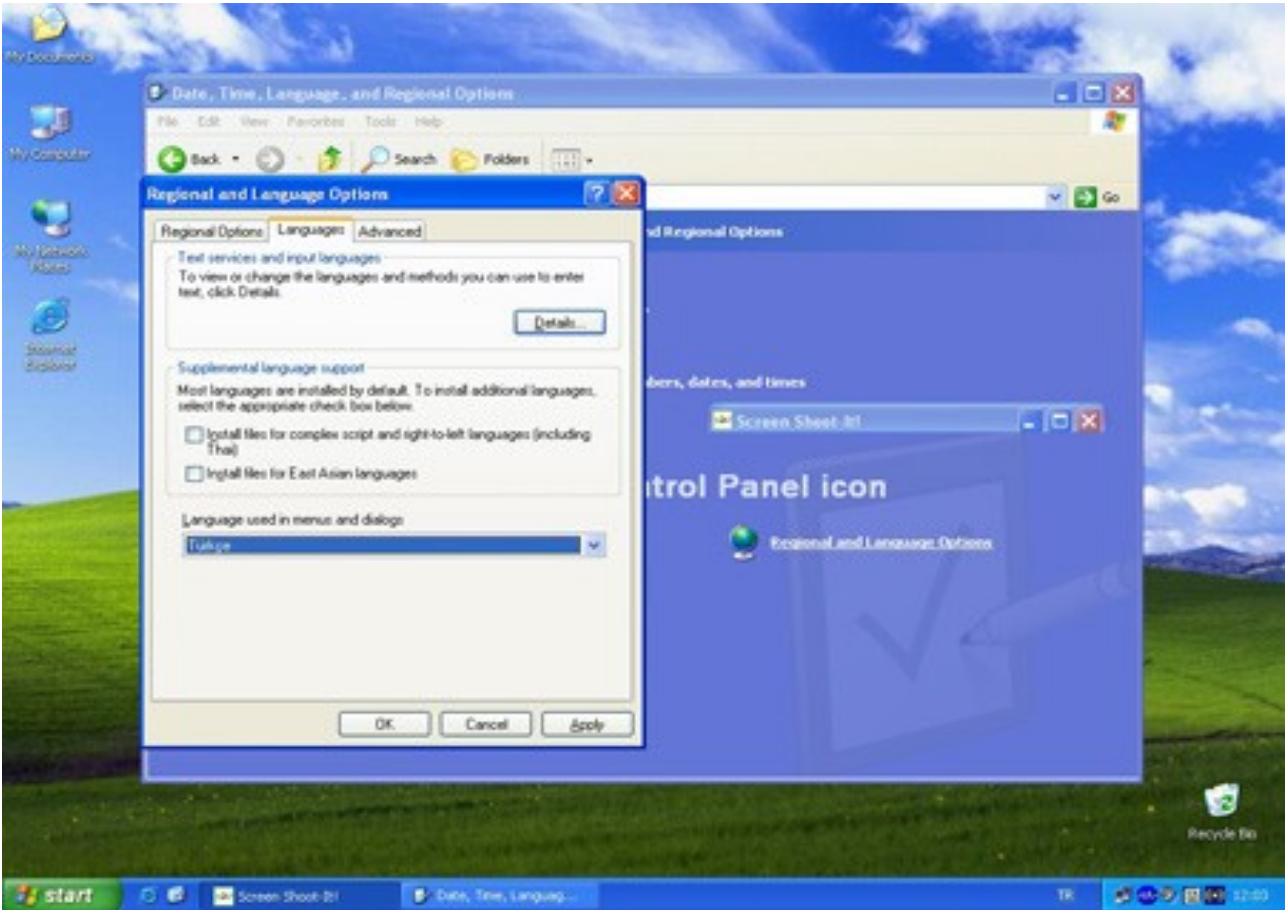 My Documents
My Computer
My Network
Places
Internet
Explorer
Date, Time, Language, and Regional Options
File Edit View Favorites Tools Help
Back
Search
Folders
Go
Regional and Language Options
Regional Options
Languages
Advanced
Text services and input languages
To view or change the languages and methods you can use to enter
text, click Details.
Details...
Supplemental language support
Most languages are installed by default. To install additional languages,
select the appropriate check box below.
Install files for complex script and right-to-left languages (including
Thai)
Install files for East Asian languages
Language used in menus and dialogs
Türkçe
OK
Cancel
Apply
nd Regional Options
bers, dates, and times
Screen Shoot-It!
trol Panel icon
Regional and Language Options
Recycle Bin
start
Screen Shoot-It!
Date, Time, Languag...
TR
12:03